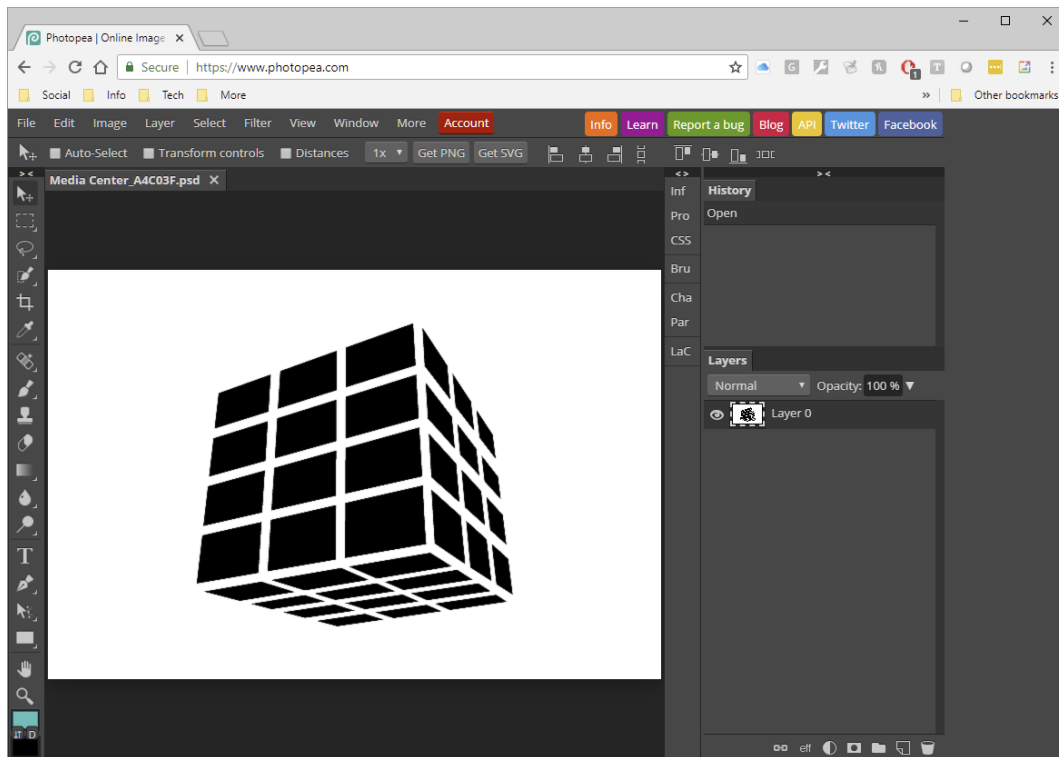 Photopea | Online Image
Secure | https://www.photopea.com
Social Info Tech More » Other bookmarks
File Edit Image Layer Select Filter View Window More Account Info Learn Report a bug Blog API Twitter Facebook
Auto-Select Transform controls Distances 1x Get PNG Get SVG
Media Center_A4C03F.psd
Inf
Pro
CSS
Bru
Cha
Par
LaC
History
Open
Layers
Normal Opacity: 100 %
Layer 0
T
D
eff